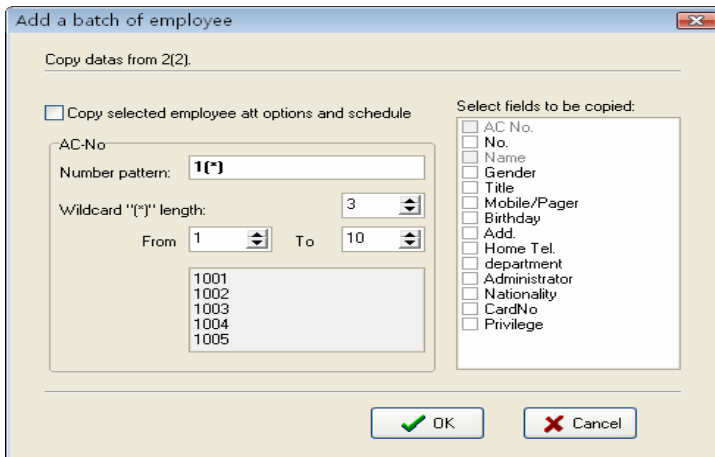 Add a batch of employee
Copy datas from 2(2).
Copy selected employee att options and schedule
AC-No
Number pattern: 1(*)
Wildcard "(*)" length: 3
From 1 To 10
1001
1002
1003
1004
1005
Select fields to be copied:
AC No.
No.
Name
Gender
Title
Mobile/Pager
Birthday
Add.
Home Tel.
department
Administrator
Nationality
CardNo
Privilege
OK Cancel